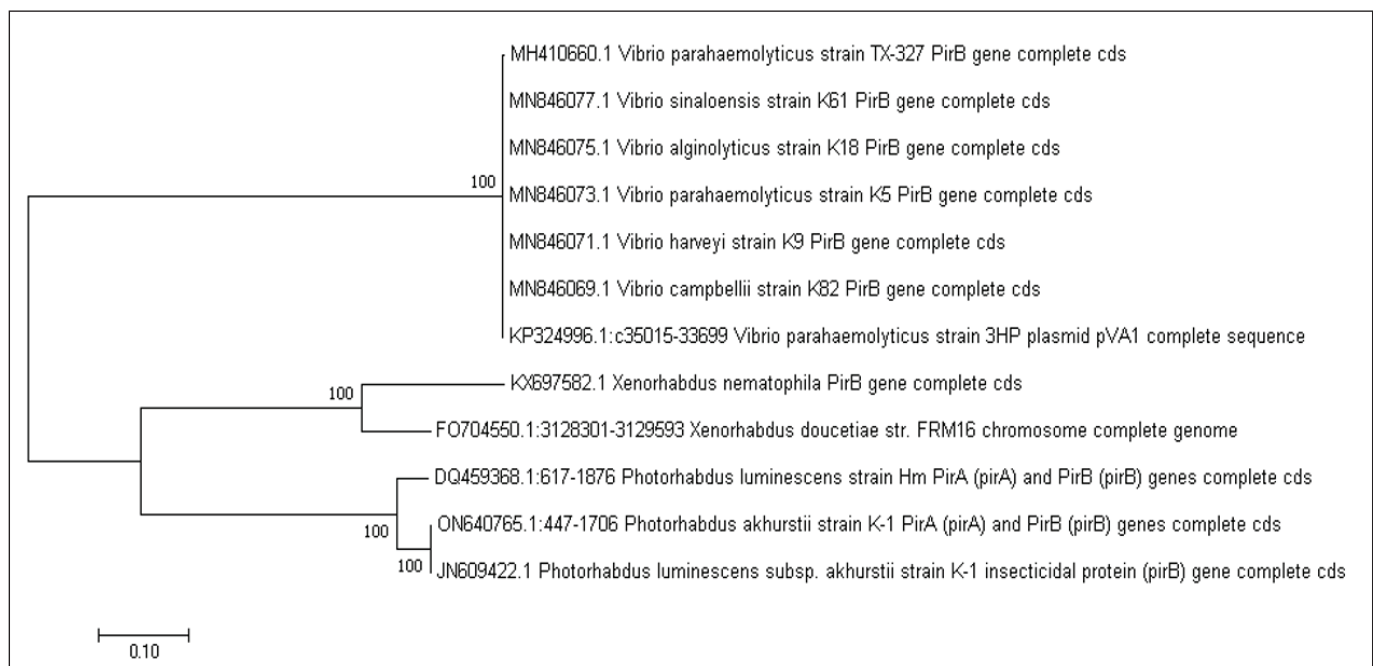 MH410660.1 Vibrio parahaemolyticus strain TX-327 PirB gene complete cds
MN846077.1 Vibrio sinaloensis strain K61 PirB gene complete cds
MN846075.1 Vibrio alginolyticus strain K18 PirB gene complete cds
100
MN846073.1 Vibrio parahaemolyticus strain K5 PirB gene complete cds
MN846071.1 Vibrio harveyi strain K9 PirB gene complete cds
MN846069.1 Vibrio campbellii strain K82 PirB gene complete cds
KP324996.1:c35015-33699 Vibrio parahaemolyticus strain 3HP plasmid pVA1 complete sequence
KX697582.1 Xenorhabdus nematophila PirB gene complete cds
100
FO704550.1:3128301-3129593 Xenorhabdus doucetiae str. FRM16 chromosome complete genome
DQ459368.1:617-1876 Photorhabdus luminescens strain Hm PirA (pirA) and PirB (pirB) genes complete cds
ON640765.1:447-1706 Photorhabdus akhurstii strain K-1 PirA (pirA) and PirB (pirB) genes complete cds
100
100
JN609422.1 Photorhabdus luminescens subsp. akhurstii strain K-1 insecticidal protein (pirB) gene complete cds
0.10